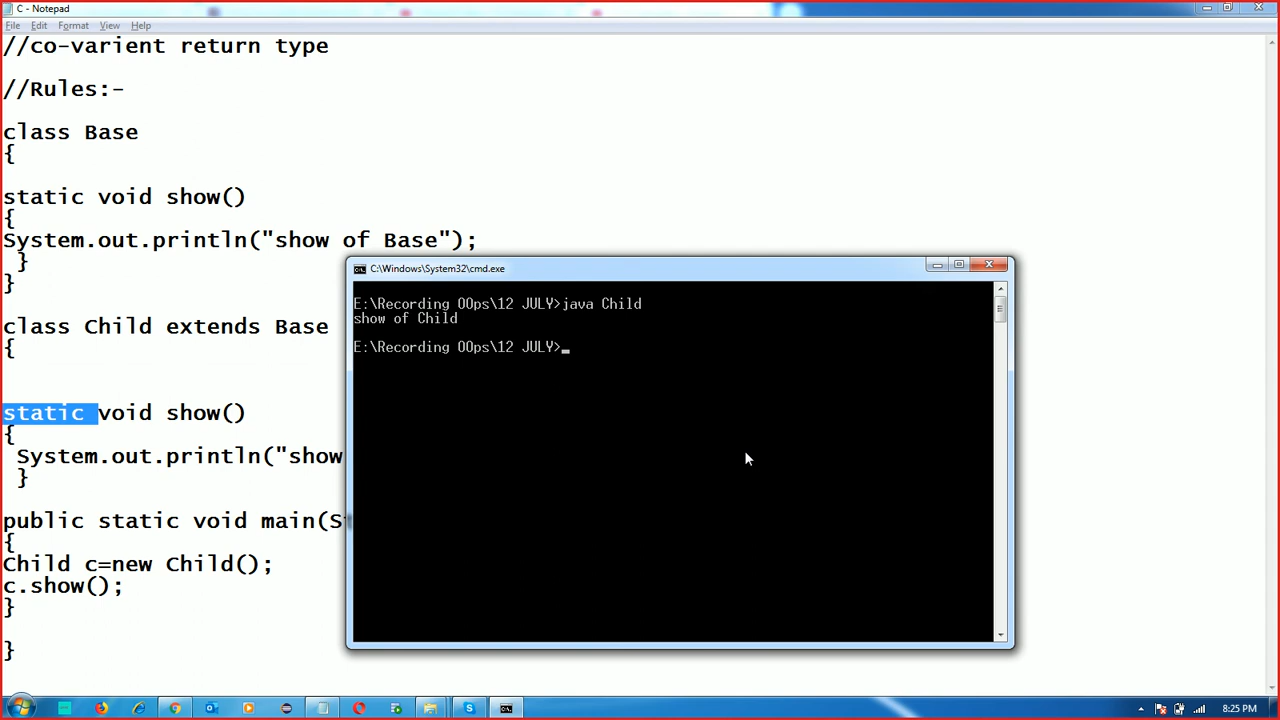 C - Notepad
File Edit Format View Help
//co-varient return type
//Rules:-
class Base
{
static void show()
{
System.out.println("show of Base");
}
}
class Child extends Base
{
static void show()
{
System.out.println("show
}
public static void main(St
{
Child c=new Child();
c.show();
}
}
C:\Windows\System32\cmd.exe
E:\Recording OOps\12 JULY>java Child
show of Child
E:\Recording OOps\12 JULY>
8:25 PM